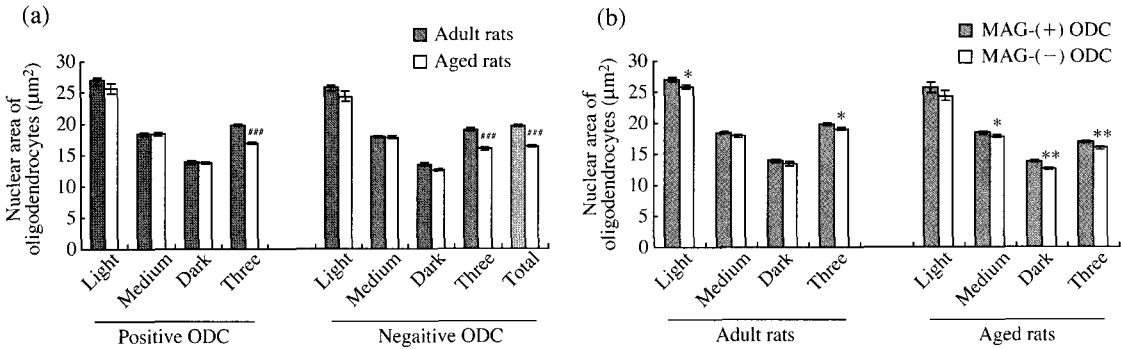 (a)
Adult rats
Aged rats
Nuclear area of
oligodendrocytes (μm²)
30
25
20
15
10
5
0
###
###
###
Light
Medium
Dark
Three
Light
Medium
Dark
Three
Total
Positive ODC
Negaitive ODC
(b)
MAG-(+) ODC
MAG-(−) ODC
Nuclear area of
oligodendrocytes (μm²)
30
25
20
15
10
5
0
*
*
*
**
**
Light
Medium
Dark
Three
Light
Medium
Dark
Three
Adult rats
Aged rats